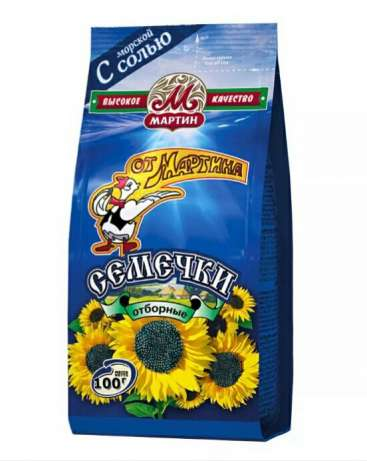 С морской
солью
ВЫСОКОЕ КАЧЕСТВО
М
МАРТИН
ОТ МАРТИНА
СЕМЕЧКИ
отборные
100г